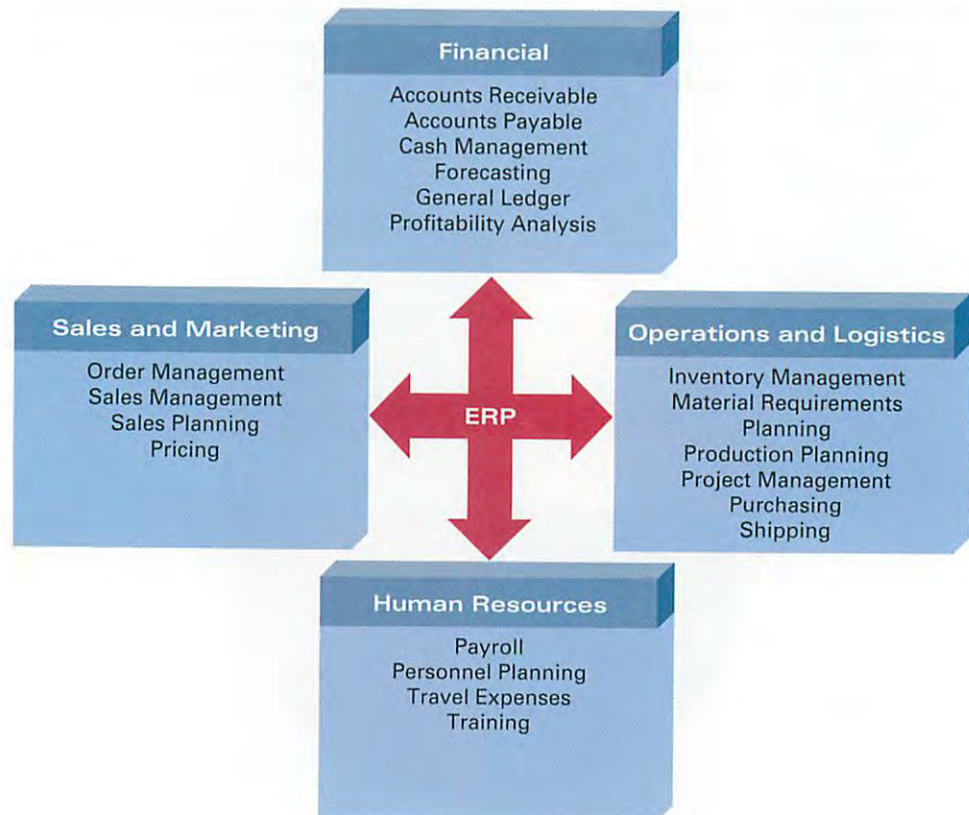 Financial
Accounts Receivable
Accounts Payable
Cash Management
Forecasting
General Ledger
Profitability Analysis
Sales and Marketing
Order Management
Sales Management
Sales Planning
Pricing
ERP
Operations and Logistics
Inventory Management
Material Requirements
Planning
Production Planning
Project Management
Purchasing
Shipping
Human Resources
Payroll
Personnel Planning
Travel Expenses
Training